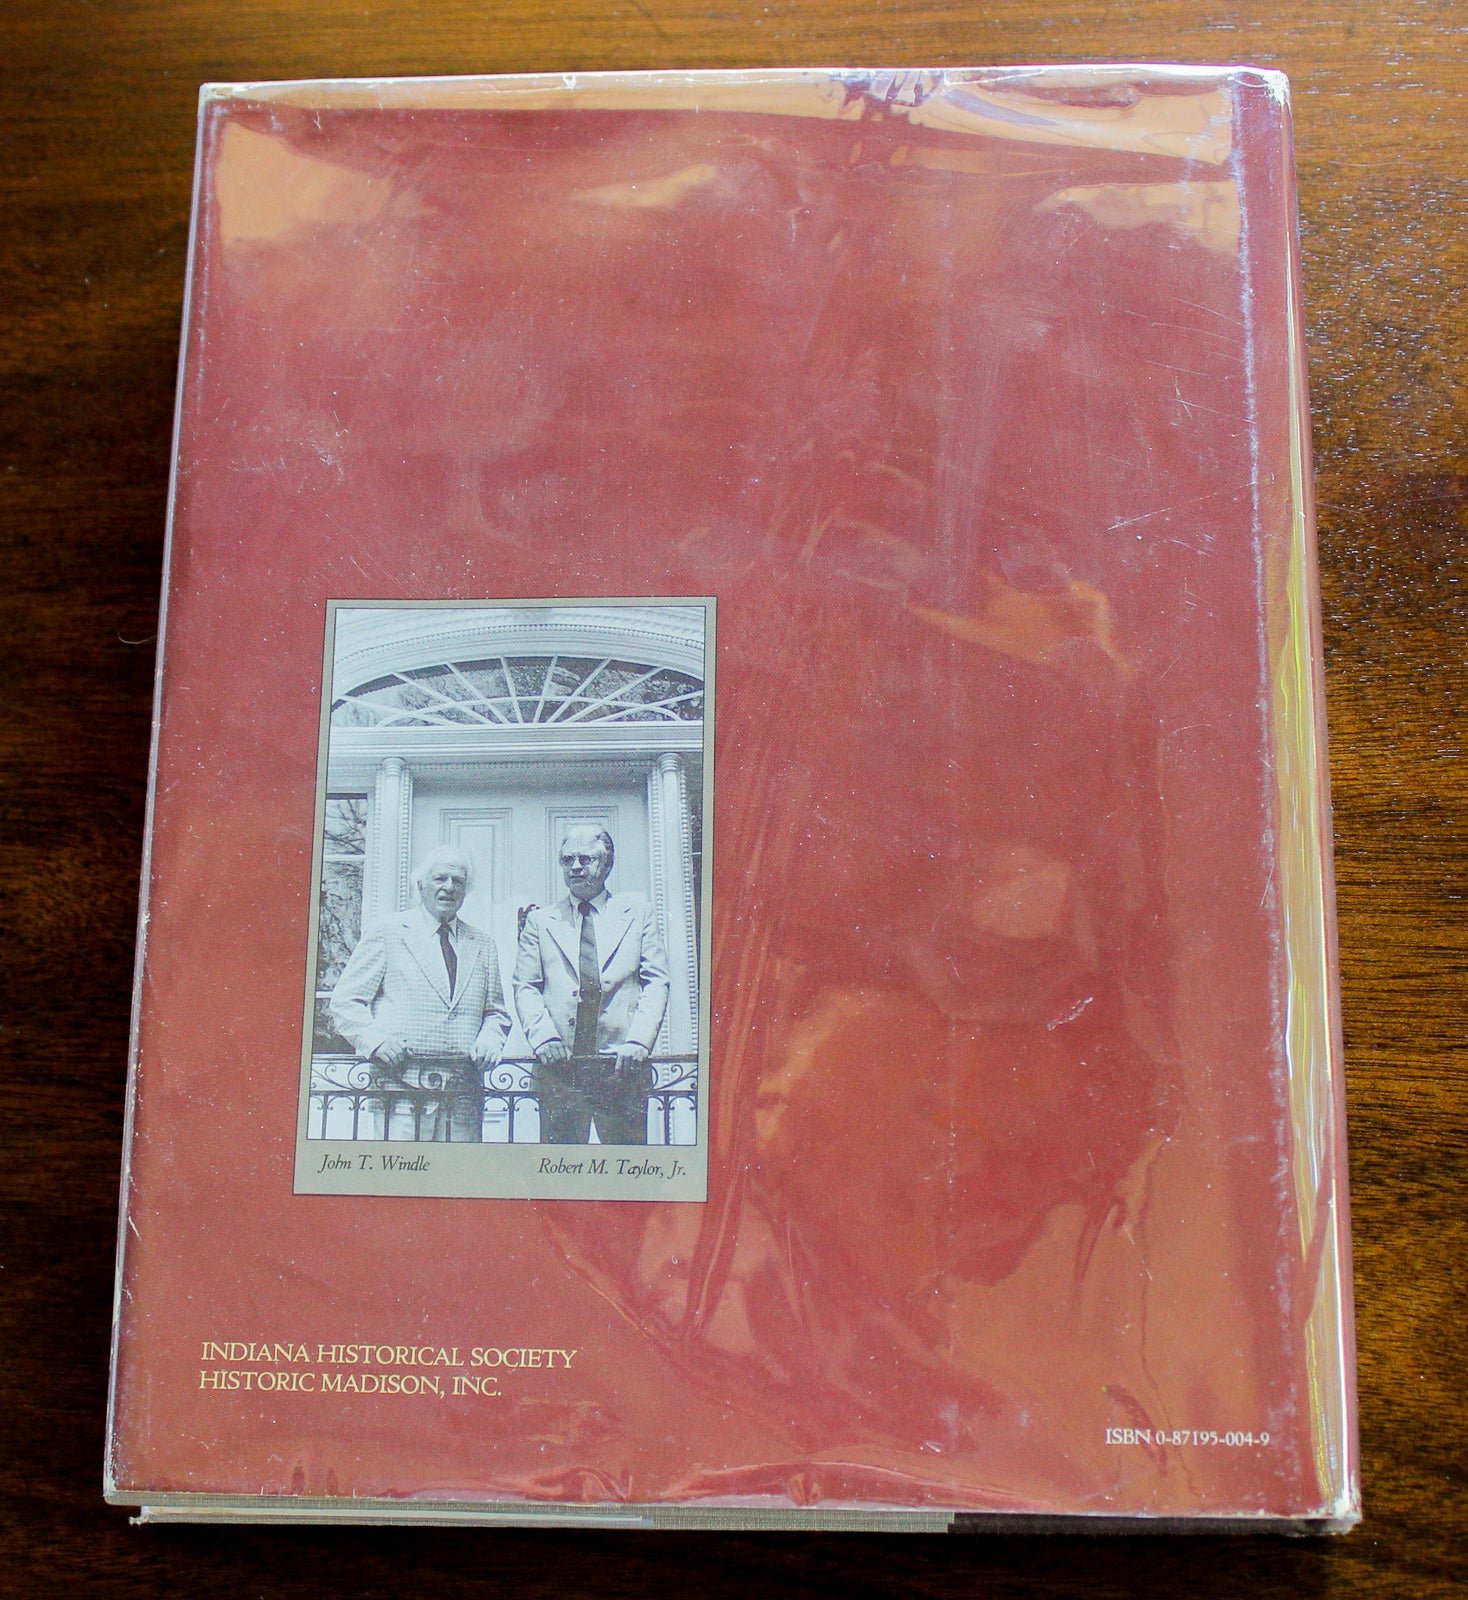 John T. Windle
Robert M. Taylor, Jr.
INDIANA HISTORICAL SOCIETY
HISTORIC MADISON, INC.
ISBN 0-87195-004-9